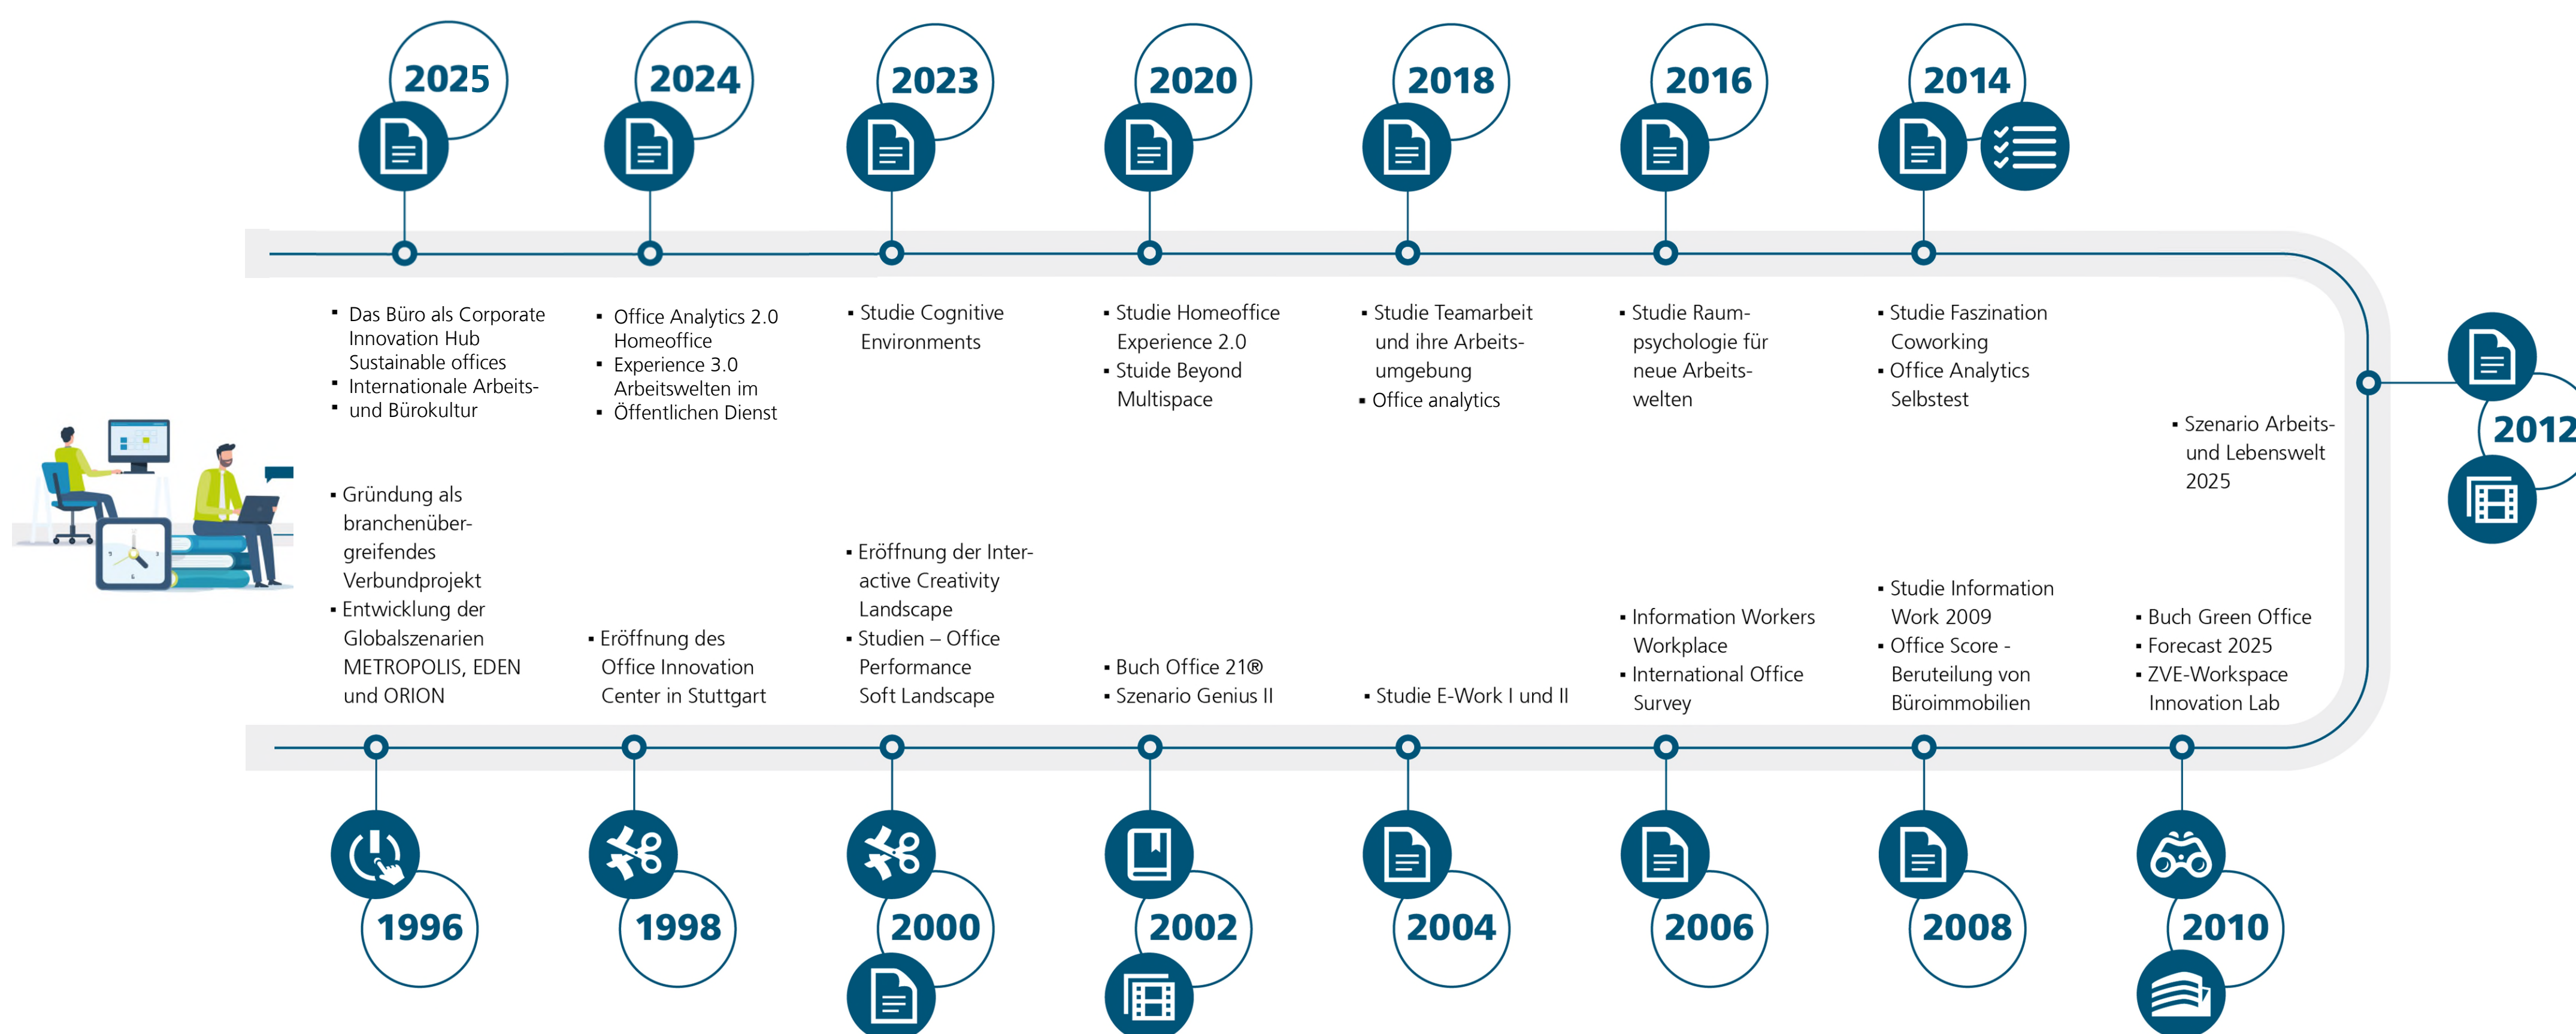 2025
2024
2023
2020
2018
2016
2014
▪ Das Büro als Corporate
Innovation Hub
Sustainable offices
▪ Internationale Arbeits-
▪ und Bürokultur
▪ Office Analytics 2.0
Homeoffice
▪ Experience 3.0
Arbeitswelten im
▪ Öffentlichen Dienst
▪ Studie Cognitive
Environments
▪ Studie Homeoffice
Experience 2.0
▪ Stuide Beyond
Multispace
▪ Studie Teamarbeit
und ihre Arbeits-
umgebung
▪ Office analytics
▪ Studie Raum-
psychologie für
neue Arbeits-
welten
▪ Studie Faszination
Coworking
▪ Office Analytics
Selbstest
2012
▪ Szenario Arbeits-
und Lebenswelt
2025
▪ Gründung als
branchenüber-
greifendes
Verbundprojekt
▪ Entwicklung der
Globalszenarien
METROPOLIS, EDEN
und ORION
▪ Eröffnung des
Office Innovation
Center in Stuttgart
▪ Eröffnung der Inter-
active Creativity
Landscape
▪ Studien – Office
Performance
Soft Landscape
▪ Buch Office 21®
▪ Szenario Genius II
▪ Studie E-Work I und II
▪ Information Workers
Workplace
▪ International Office
Survey
▪ Studie Information
Work 2009
▪ Office Score -
Beruteilung von
Büroimmobilien
▪ Buch Green Office
▪ Forecast 2025
▪ ZVE-Workspace
Innovation Lab
1996
1998
2000
2002
2004
2006
2008
2010